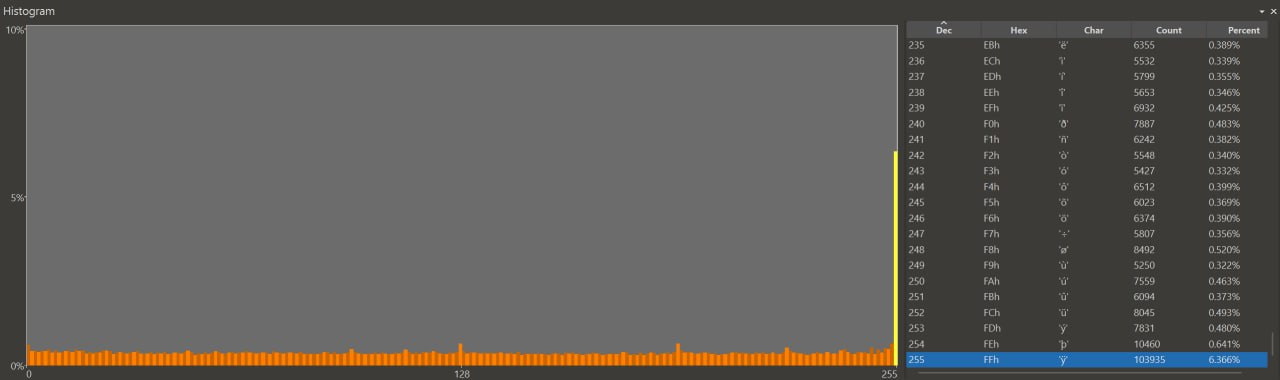 Histogram
10%
5%
0%
0 128 255
Dec Hex Char Count Percent
235 EBh 'ë' 6355 0.389%
236 ECh 'ì' 5532 0.339%
237 EDh 'í' 5799 0.355%
238 EEh 'î' 5653 0.346%
239 EFh 'ï' 6932 0.425%
240 F0h 'ð' 7887 0.483%
241 F1h 'ñ' 6242 0.382%
242 F2h 'ò' 5548 0.340%
243 F3h 'ó' 5427 0.332%
244 F4h 'ô' 6512 0.399%
245 F5h 'õ' 6023 0.369%
246 F6h 'ö' 6374 0.390%
247 F7h '÷' 5807 0.356%
248 F8h 'ø' 8492 0.520%
249 F9h 'ù' 5250 0.322%
250 FAh 'ú' 7559 0.463%
251 FBh 'û' 6094 0.373%
252 FCh 'ü' 8045 0.493%
253 FDh 'ý' 7831 0.480%
254 FEh 'þ' 10460 0.641%
255 FFh 'ÿ' 103935 6.366%